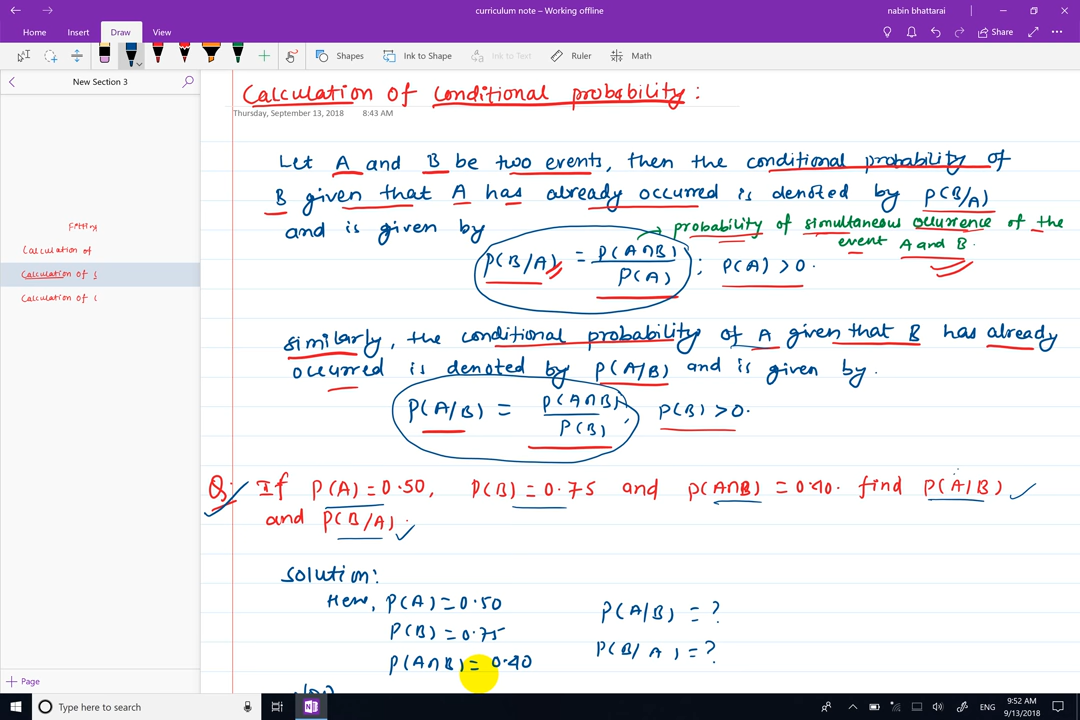 curriculum note – Working offline
nabin bhattarai
Home Insert Draw View
Share
Shapes
Ink to Shape
Ink to Text
Ruler
Math
New Section 3
Calculation of
Calculation of
Calculation of
Page
Calculation of conditional probability:
Thursday, September 13, 2018 8:43 AM
Let A and B be two events, then the conditional probability of
B given that A has already occurred is denoted by P(B/A)
and is given by → probability of simultaneous ocurrence of the
event A and B.
P(B/A) = P(A∩B)
P(A) ; P(A) >0.
similarly, the conditional probability of A given that B has already
occurred is denoted by P(A/B) and is given by.
P(A/B) = P(A∩B)
P(B) , P(B) >0.
Q: If P(A)=0.50, P(B)=0.75 and P(A∩B)=0.40. find P(A/B)
and P(B/A).
Solution:
Here, P(A)=0.50
P(B)=0.75
P(A∩B)=0.40
P(A/B) = ?
P(B/A) = ?
Type here to search
ENG
9:52 AM
9/13/2018